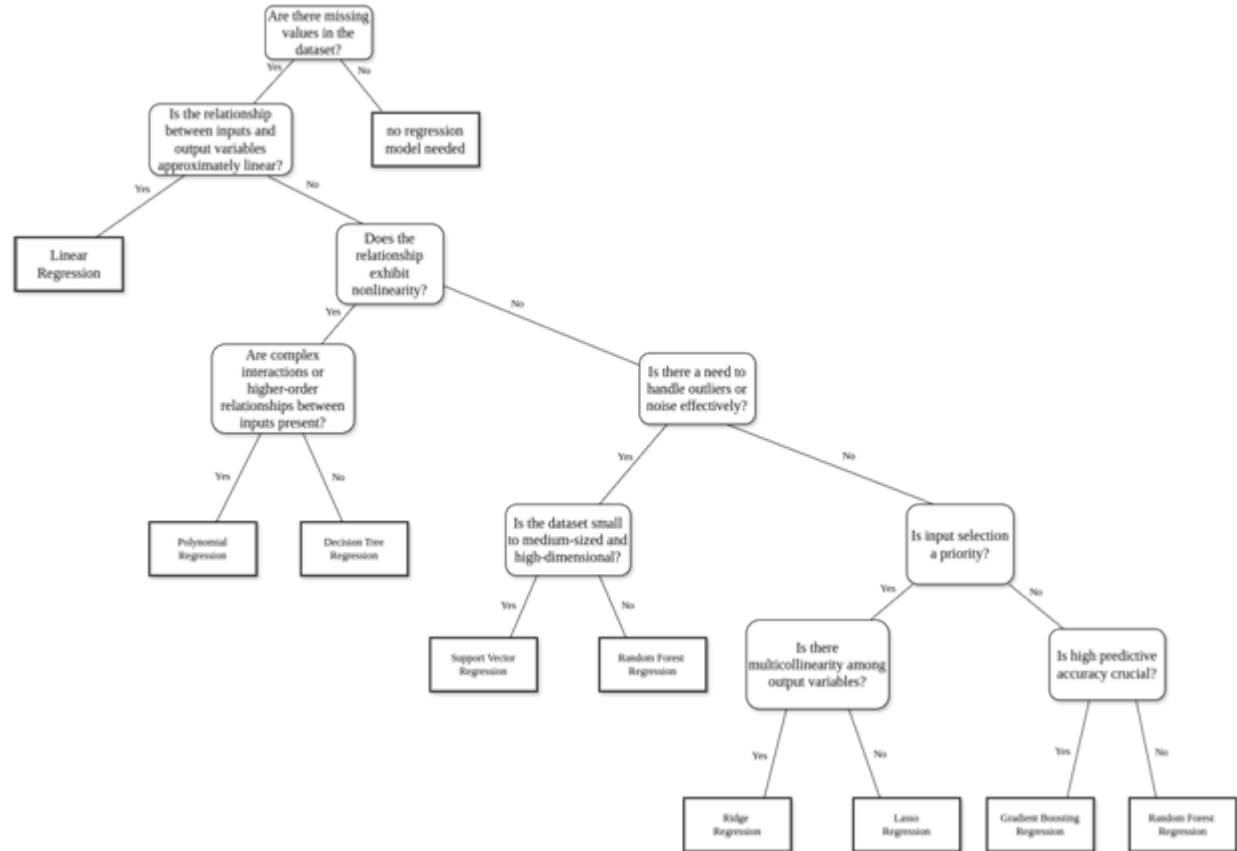 Are there missing
values in the
dataset?
Yes
No
Is the relationship
between inputs and
output variables
approximately linear?
no regression
model needed
Yes
No
Linear
Regression
Does the
relationship
exhibit
nonlinearity?
Yes
No
Are complex
interactions or
higher-order
relationships between
inputs present?
Is there a need to
handle outliers or
noise effectively?
Yes
No
Yes
No
Polynomial
Regression
Decision Tree
Regression
Is the dataset small
to medium-sized and
high-dimensional?
Is input selection
a priority?
Yes
No
Yes
No
Support Vector
Regression
Random Forest
Regression
Is there
multicollinearity among
output variables?
Is high predictive
accuracy crucial?
Yes
No
Yes
No
Ridge
Regression
Lasso
Regression
Gradient Boosting
Regression
Random Forest
Regression